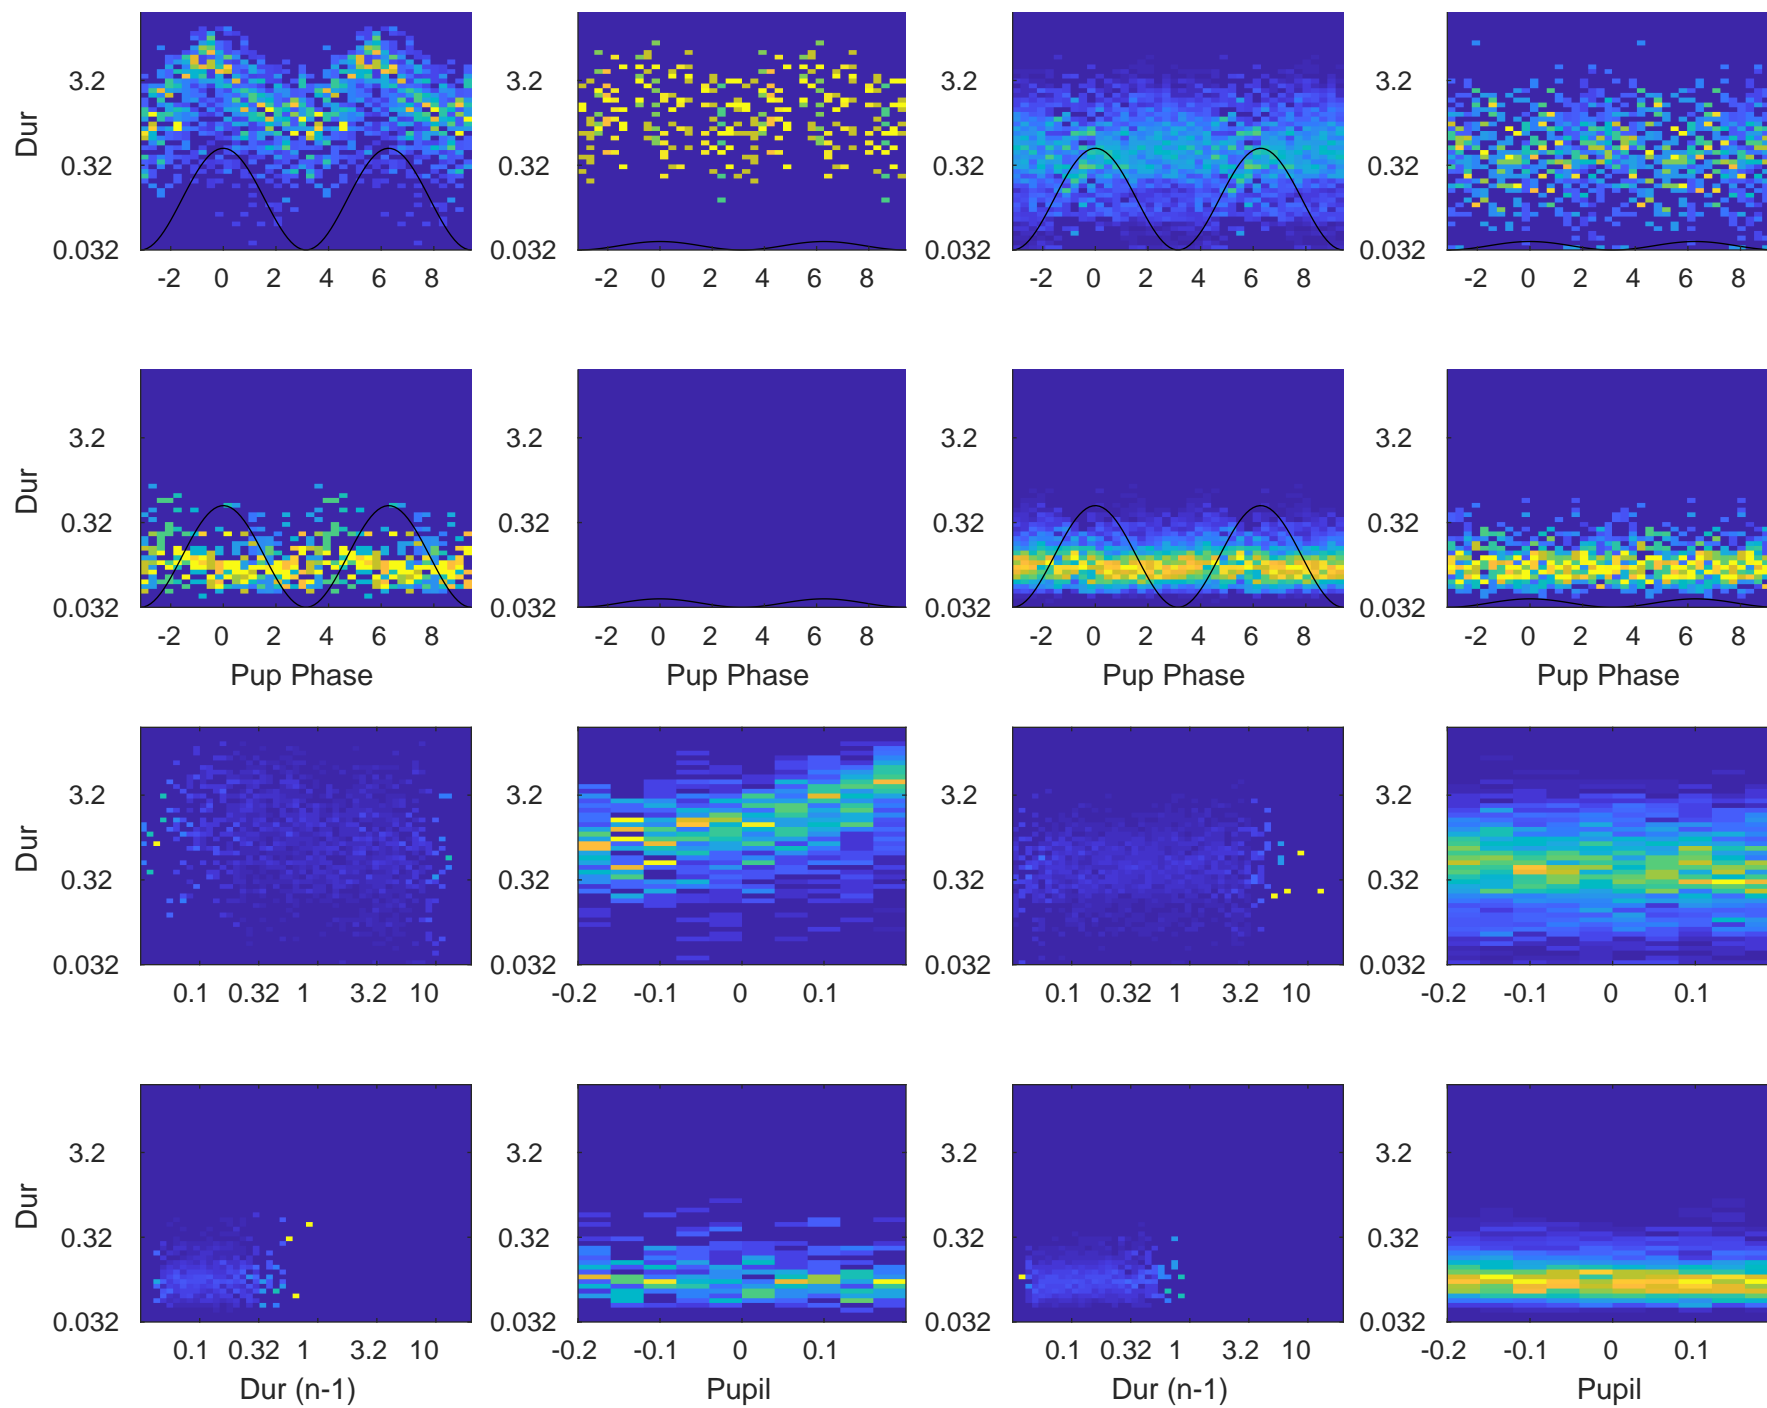 3.2 3.2 3.2 3.2
Dur
0.32 0.32 0.32 0.32
0.032 0.032 0.032 0.032
-2 0 2 4 6 8 -2 0 2 4 6 8 -2 0 2 4 6 8 -2 0 2 4 6 8
3.2 3.2 3.2 3.2
Dur
0.32 0.32 0.32 0.32
0.032 0.032 0.032 0.032
-2 0 2 4 6 8 -2 0 2 4 6 8 -2 0 2 4 6 8 -2 0 2 4 6 8
Pup Phase Pup Phase Pup Phase Pup Phase
3.2 3.2 3.2 3.2
Dur
0.32 0.32 0.32 0.32
0.032 0.032 0.032 0.032
0.1 0.32 1 3.2 10 -0.2 -0.1 0 0.1 0.1 0.32 1 3.2 10 -0.2 -0.1 0 0.1
3.2 3.2 3.2 3.2
Dur
0.32 0.32 0.32 0.32
0.032 0.032 0.032 0.032
0.1 0.32 1 3.2 10 -0.2 -0.1 0 0.1 0.1 0.32 1 3.2 10 -0.2 -0.1 0 0.1
Dur (n-1) Pupil Dur (n-1) Pupil